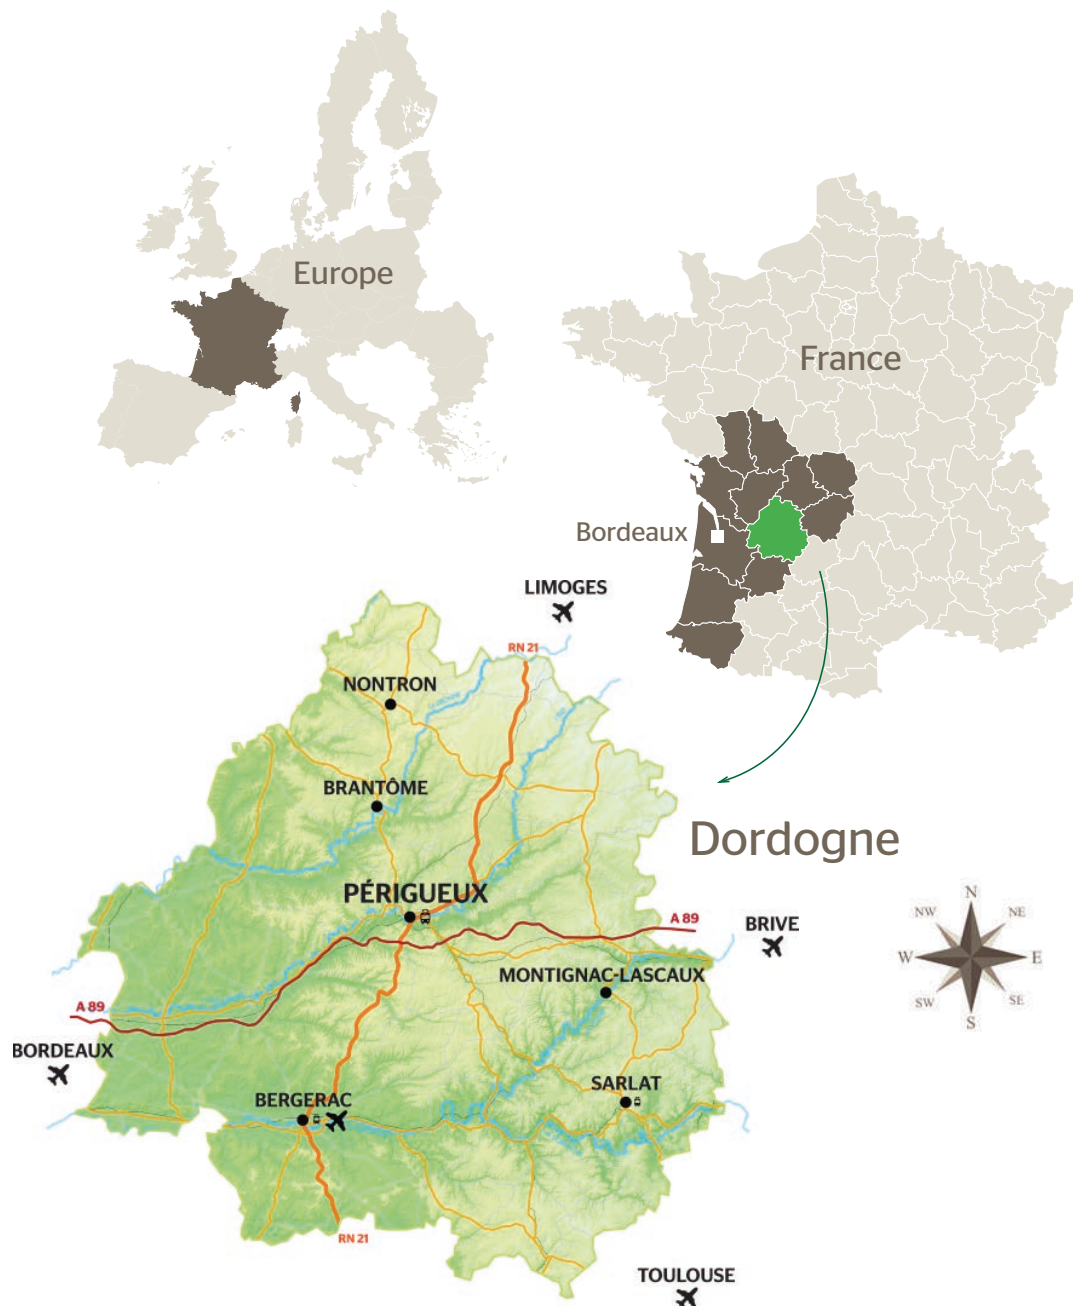 Europe
France
Bordeaux
LIMOGES
RN 21
NONTRON
BRANTÔME
Dordogne
PÉRIGUEUX
A 89
BRIVE
MONTIGNAC-LASCAUX
A 89
BORDEAUX
SARLAT
BERGERAC
RN 21
TOULOUSE
N
NW
NE
W
E
SW
SE
S